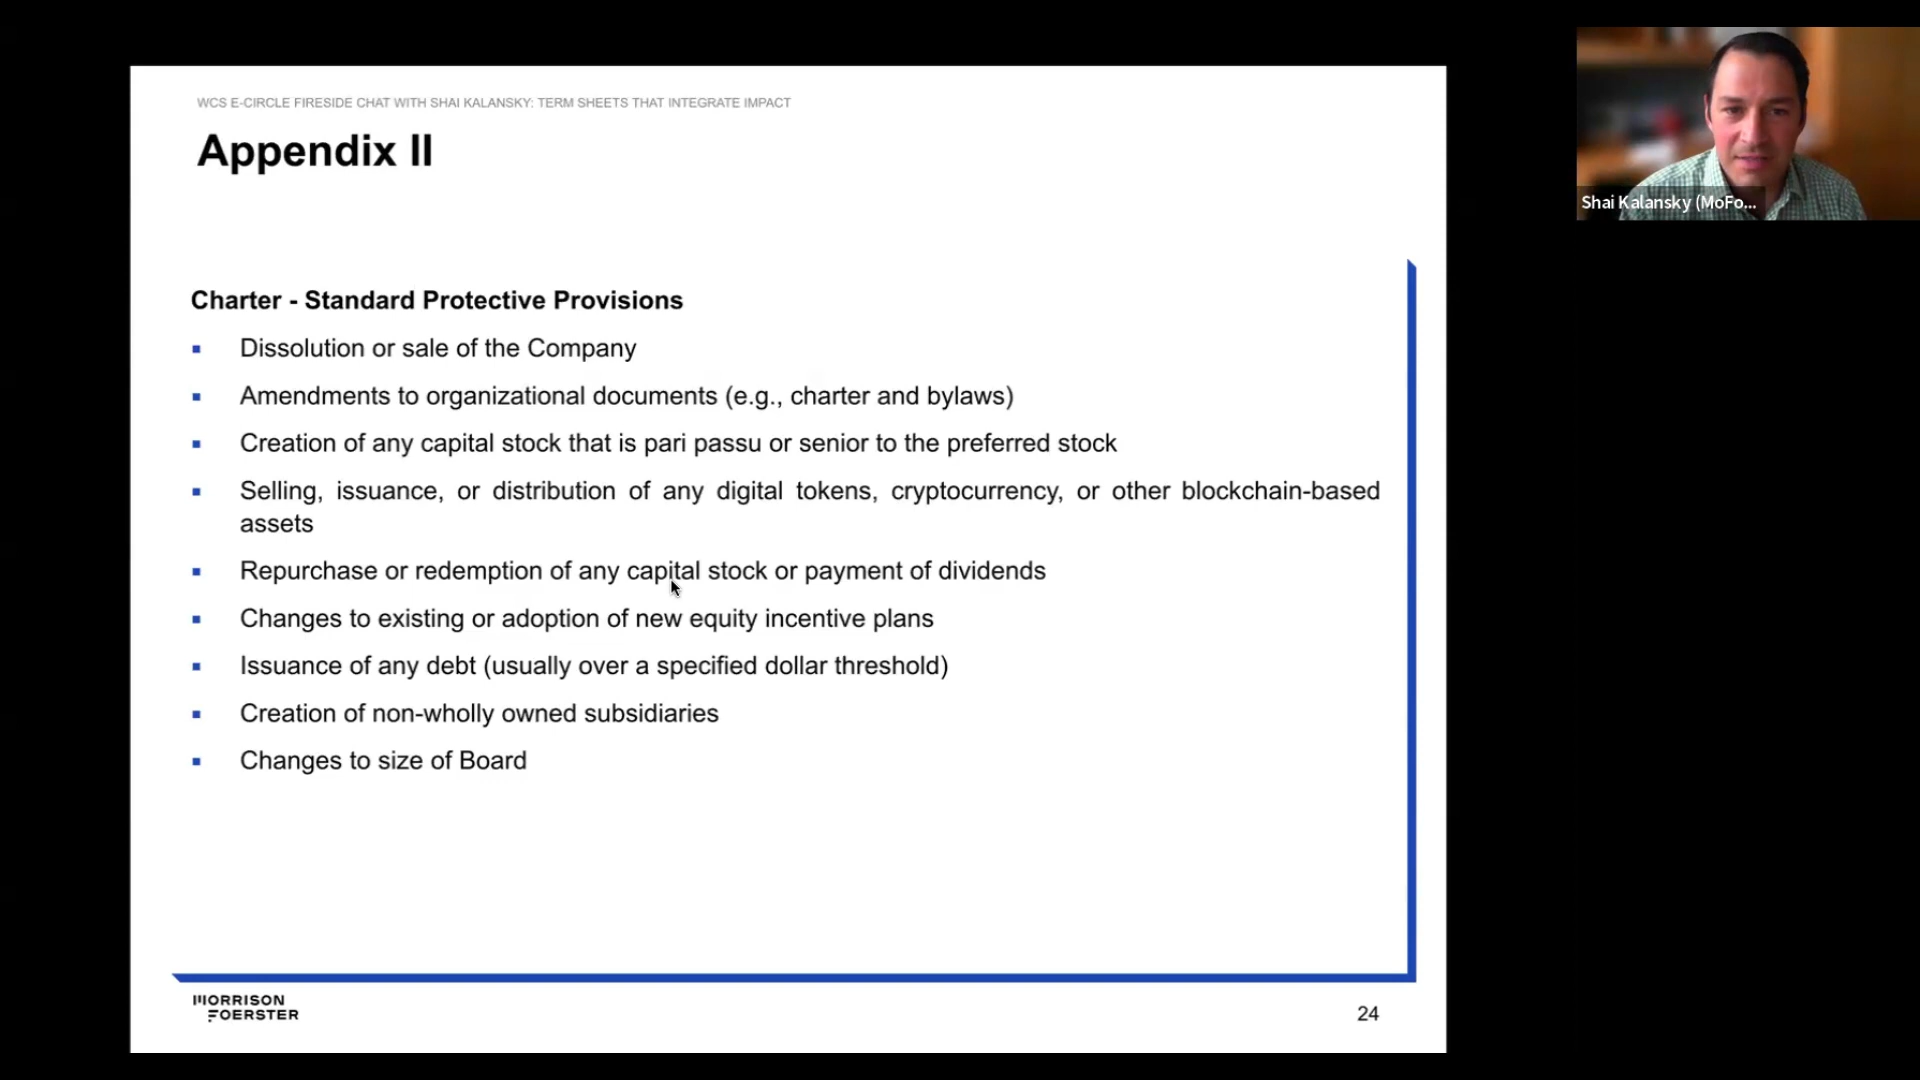 WCS E-CIRCLE FIRESIDE CHAT WITH SHAI KALANSKY: TERM SHEETS THAT INTEGRATE IMPACT
Appendix II
Shai Kalansky (MoFo...
Charter - Standard Protective Provisions
▪ Dissolution or sale of the Company
▪ Amendments to organizational documents (e.g., charter and bylaws)
▪ Creation of any capital stock that is pari passu or senior to the preferred stock
▪ Selling, issuance, or distribution of any digital tokens, cryptocurrency, or other blockchain-based
assets
▪ Repurchase or redemption of any capital stock or payment of dividends
▪ Changes to existing or adoption of new equity incentive plans
▪ Issuance of any debt (usually over a specified dollar threshold)
▪ Creation of non-wholly owned subsidiaries
▪ Changes to size of Board
MORRISON
FOERSTER
24